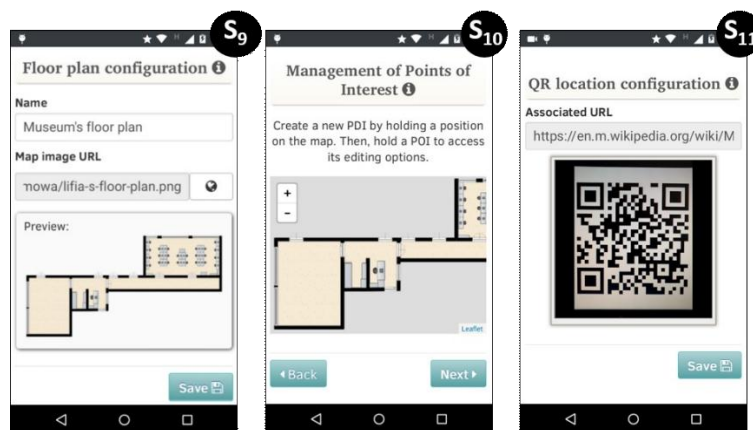 S9
Floor plan configuration
Name
Museum's floor plan
Map image URL
mowa/lifia-s-floor-plan.png
Preview:
Save
S10
Management of Points of
Interest
Create a new PDI by holding a position
on the map. Then, hold a POI to access
its editing options.
+
-
Leaflet
Back
Next
S11
QR location configuration
Associated URL
https://en.m.wikipedia.org/wiki/M
Save